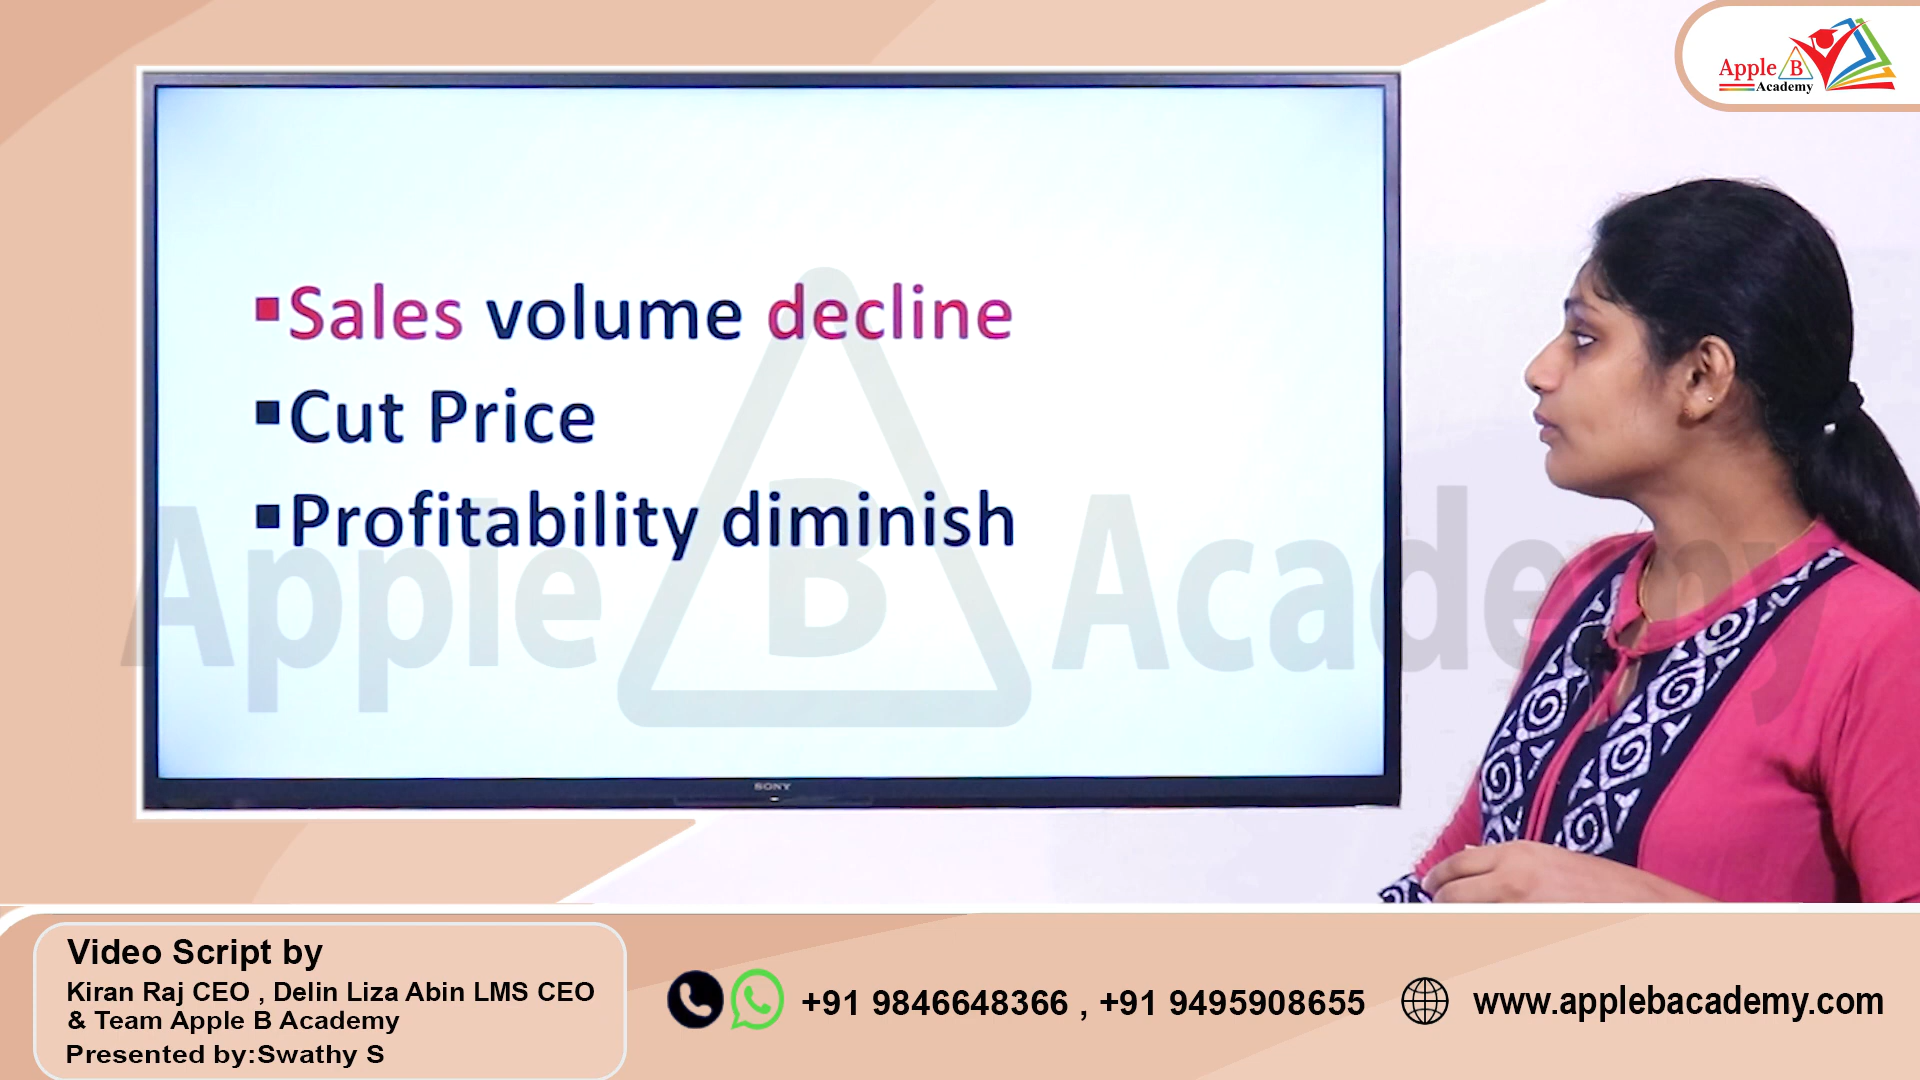 Apple B
Academy
▪Sales volume decline
▪Cut Price
▪Profitability diminish
Apple B Academy
SONY
Video Script by
Kiran Raj CEO , Delin Liza Abin LMS CEO
& Team Apple B Academy
Presented by:Swathy S
+91 9846648366 , +91 9495908655
www.applebacademy.com